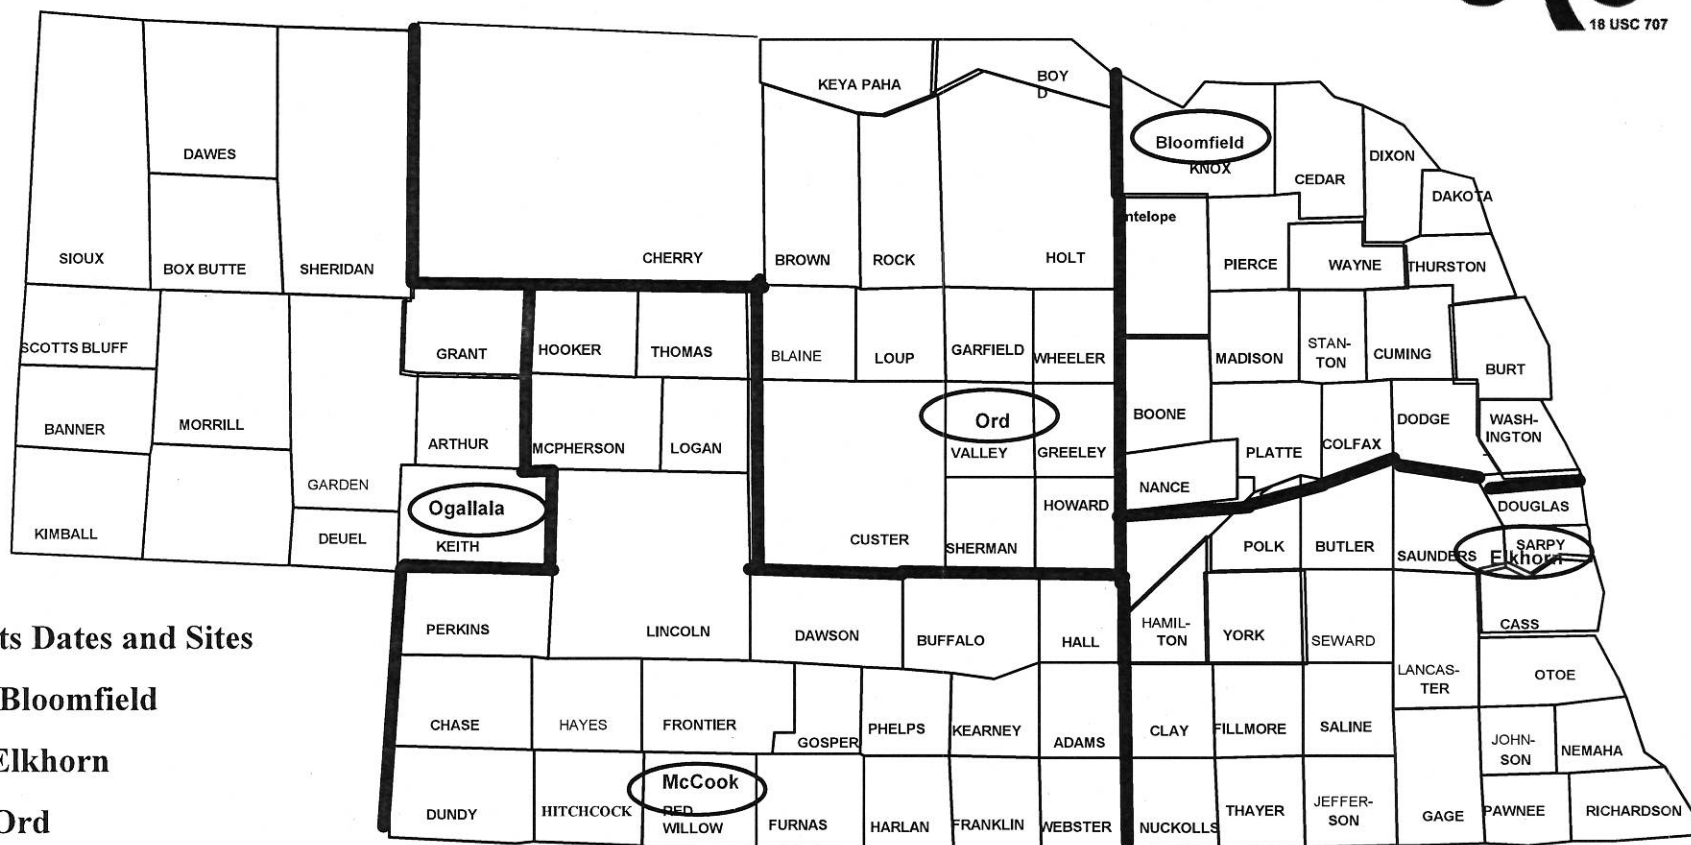 18 USC 707
KEYA PAHA
BOY
D
DAWES
Bloomfield
KNOX
CEDAR
DIXON
DAKOTA
ntelope
SIOUX
BOX BUTTE
SHERIDAN
CHERRY
BROWN
ROCK
HOLT
PIERCE
WAYNE
THURSTON
SCOTTS BLUFF
GRANT
HOOKER
THOMAS
BLAINE
LOUP
GARFIELD
WHEELER
MADISON
STAN-
TON
CUMING
BURT
BANNER
MORRILL
ARTHUR
MCPHERSON
LOGAN
Ord
VALLEY
GREELEY
BOONE
PLATTE
COLFAX
DODGE
WASH-
INGTON
GARDEN
Ogallala
KEITH
KIMBALL
DEUEL
CUSTER
SHERMAN
HOWARD
NANCE
POLK
BUTLER
SAUNDERS
DOUGLAS
SARPY
Elkhorn
CASS
PERKINS
LINCOLN
DAWSON
BUFFALO
HALL
HAMIL-
TON
YORK
SEWARD
LANCAS-
TER
OTOE
CHASE
HAYES
FRONTIER
GOSPER
PHELPS
KEARNEY
ADAMS
CLAY
FILLMORE
SALINE
JOHN-
SON
NEMAHA
DUNDY
HITCHCOCK
McCook
RED
WILLOW
FURNAS
HARLAN
FRANKLIN
WEBSTER
NUCKOLLS
THAYER
JEFFER-
SON
GAGE
PAWNEE
RICHARDSON
ts Dates and Sites
Bloomfield
Elkhorn
Ord